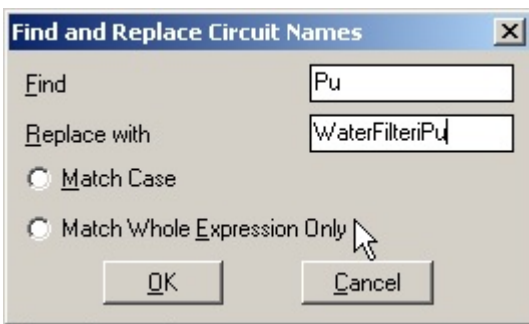 Find and Replace Circuit Names
Find Pu
Replace with WaterFilteriPu
Match Case
Match Whole Expression Only
OK Cancel